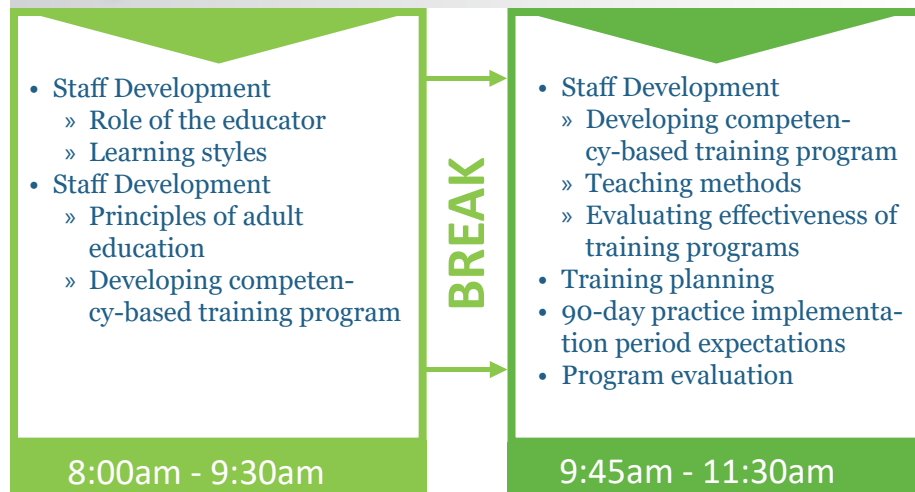 • Staff Development
» Role of the educator
» Learning styles
• Staff Development
» Principles of adult
education
» Developing competen-
cy-based training program
8:00am - 9:30am
BREAK
• Staff Development
» Developing competen-
cy-based training program
» Teaching methods
» Evaluating effectiveness of
training programs
• Training planning
• 90-day practice implementa-
tion period expectations
• Program evaluation
9:45am - 11:30am